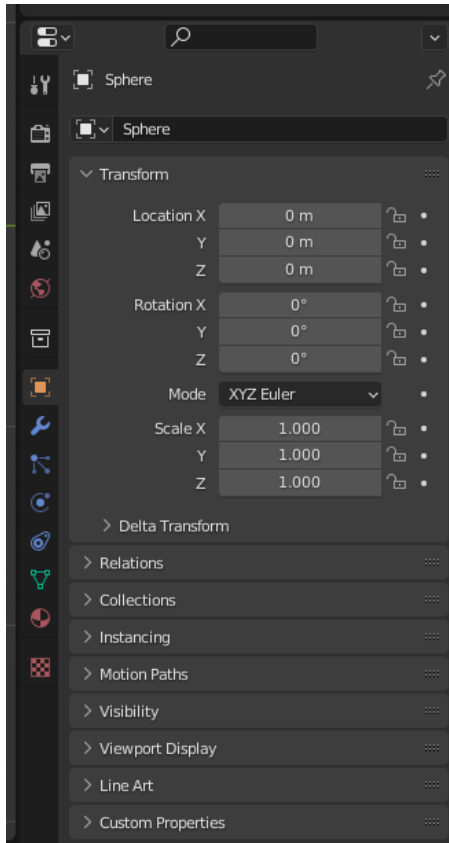 Sphere
Sphere
Transform
Location X 0 m
Y 0 m
Z 0 m
Rotation X 0°
Y 0°
Z 0°
Mode XYZ Euler
Scale X 1.000
Y 1.000
Z 1.000
Delta Transform
Relations
Collections
Instancing
Motion Paths
Visibility
Viewport Display
Line Art
Custom Properties